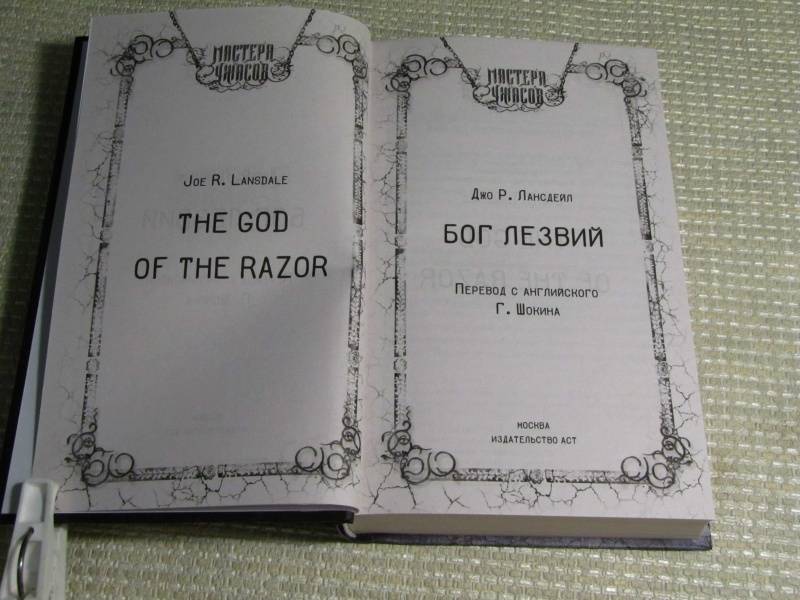 МАСТЕРА
УЖАСОВ
JOE R. LANSDALE
THE GOD
OF THE RAZOR
МАСТЕРА
УЖАСОВ
ДЖО Р. ЛАНСДЕЙЛ
БОГ ЛЕЗВИЙ
ПЕРЕВОД С АНГЛИЙСКОГО
Г. ШОКИНА
МОСКВА
ИЗДАТЕЛЬСТВО АСТ